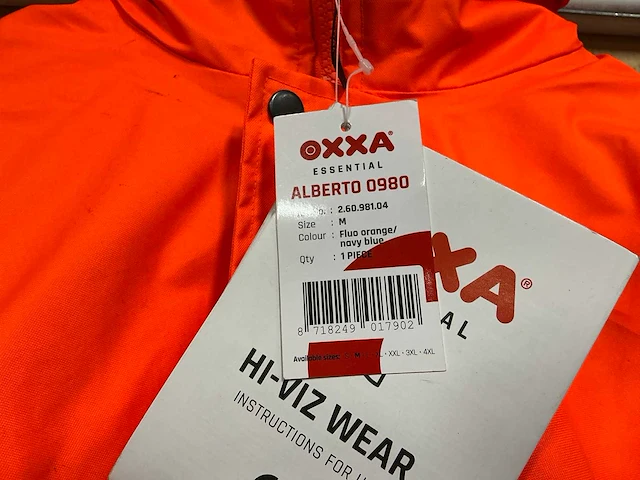 OXXA®
ESSENTIAL
ALBERTO 0980
: 2.60.981.04
Size : M
Colour : Fluo orange/
navy blue
Qty : 1 PIECE
8 718249 017902
Available sizes: M XXL - 3XL - 4XL
XXA®
AL
HI-VIZ WEAR
INSTRUCTIONS FOR